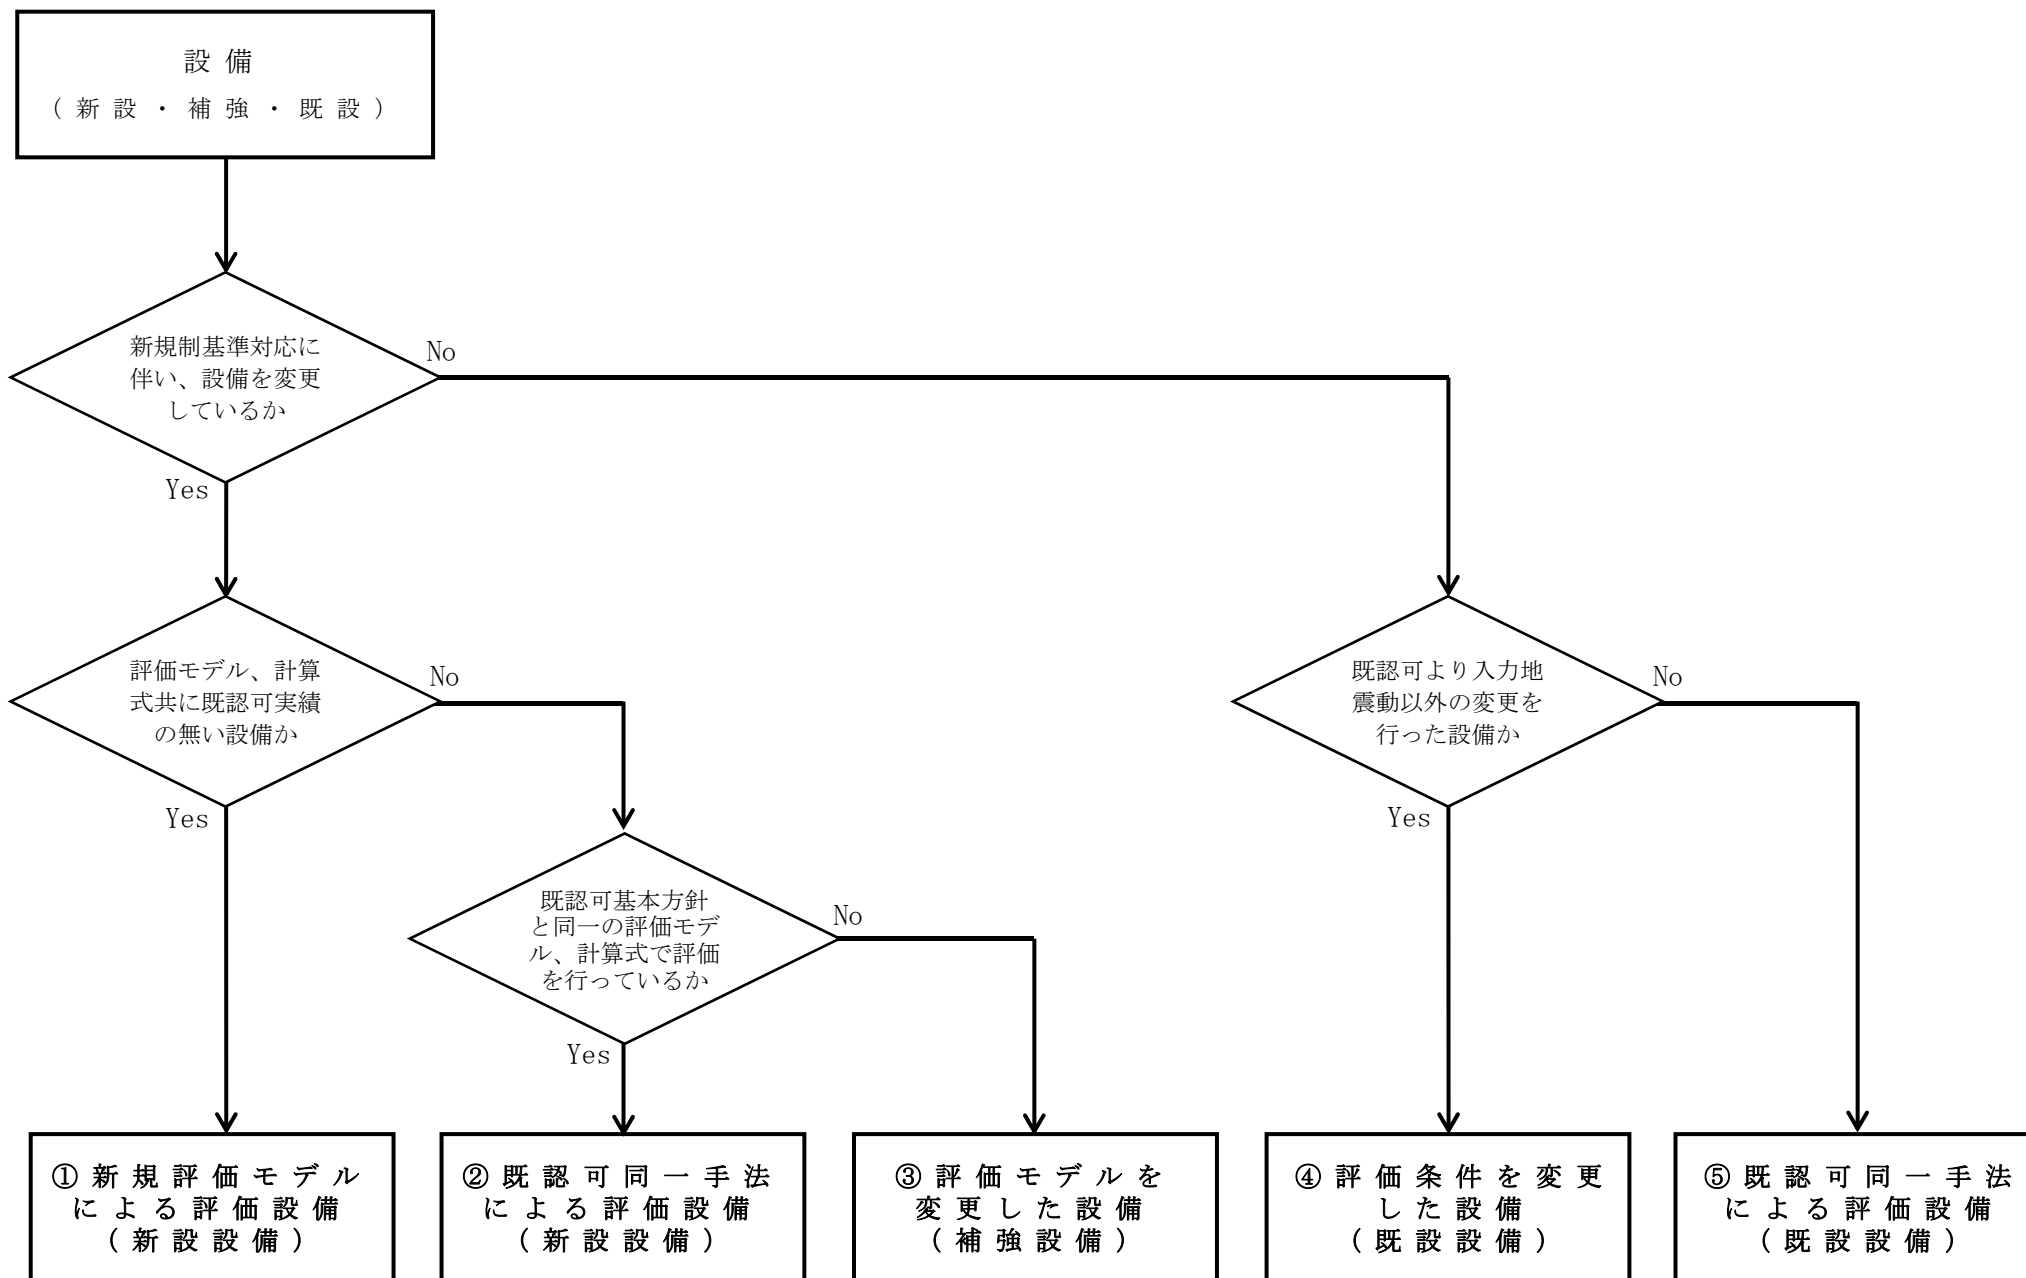 設備
（新設・補強・既設）
新規制基準対応に
伴い、設備を変更
しているか
No
Yes
評価モデル、計算
式共に既認可実績
の無い設備か
No
Yes
既認可より入力地
震動以外の変更を
行った設備か
No
Yes
既認可基本方針
と同一の評価モデ
ル、計算式で評価
を行っているか
No
Yes
①新規評価モデル
による評価設備
（新設設備）
②既認可同一手法
による評価設備
（新設設備）
③評価モデルを
変更した設備
（補強設備）
④評価条件を変更
した設備
（既設設備）
⑤既認可同一手法
による評価設備
（既設設備）